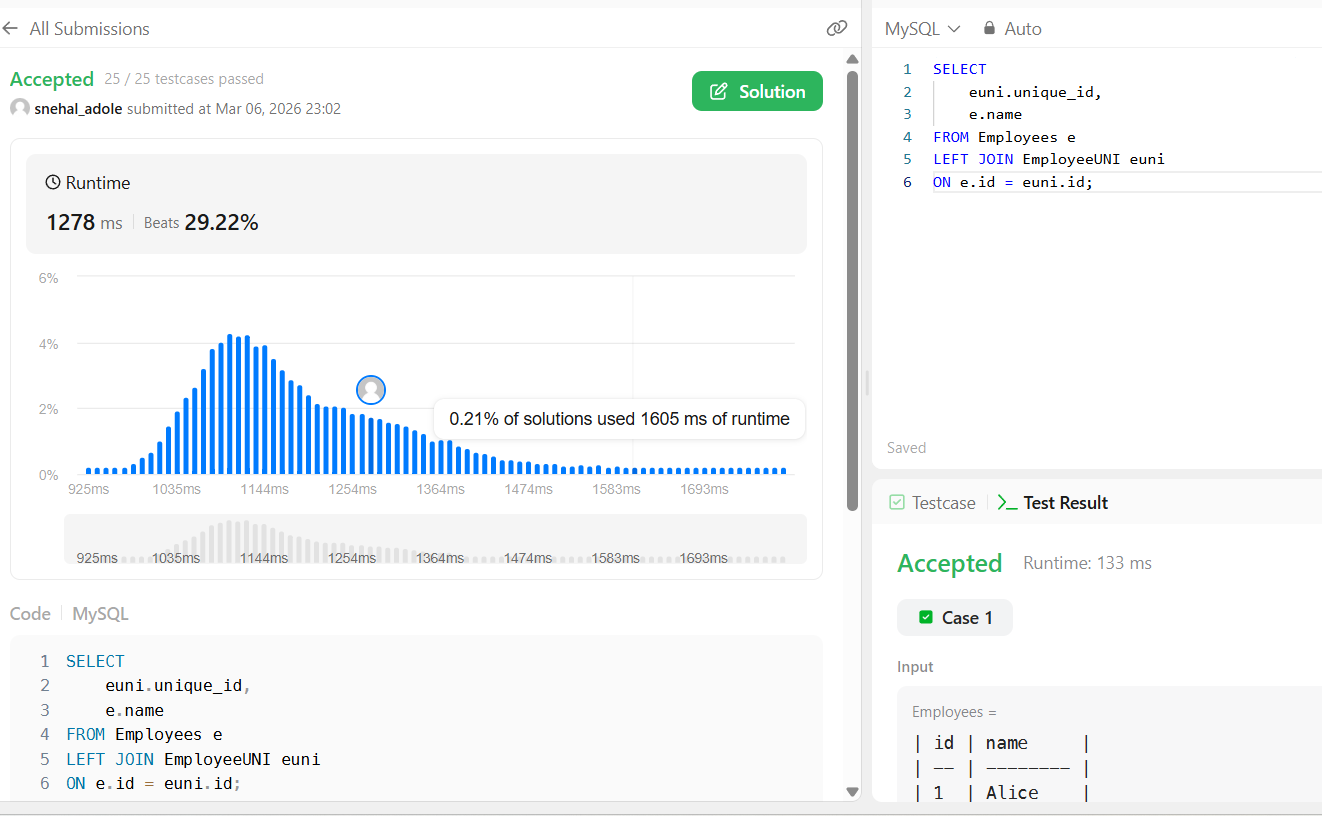 All Submissions
Accepted 25 / 25 testcases passed
snehal_adole submitted at Mar 06, 2026 23:02
Solution
Runtime
1278 ms Beats 29.22%
6%
4%
2%
0%
0.21% of solutions used 1605 ms of runtime
925ms 1035ms 1144ms 1254ms 1364ms 1474ms 1583ms 1693ms
925ms 1035ms 1144ms 1254ms 1364ms 1474ms 1583ms 1693ms
Code MySQL
1 SELECT
2 euni.unique_id,
3 e.name
4 FROM Employees e
5 LEFT JOIN EmployeeUNI euni
6 ON e.id = euni.id;
MySQL Auto
1 SELECT
2 euni.unique_id,
3 e.name
4 FROM Employees e
5 LEFT JOIN EmployeeUNI euni
6 ON e.id = euni.id;
Saved
Testcase Test Result
Accepted Runtime: 133 ms
Case 1
Input
Employees =
| id | name |
| -- | -------- |
| 1 | Alice |